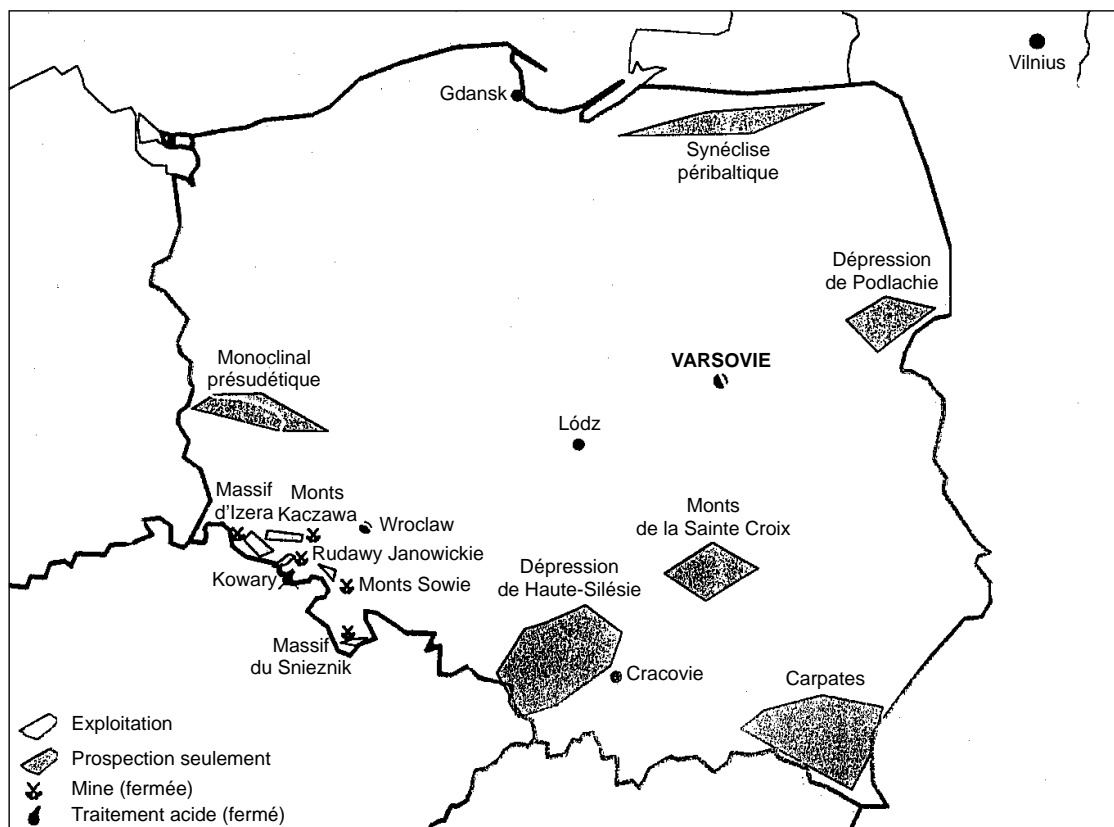 Vilnius
Gdansk
Synéclise
péribaltique
Dépression
de Podlachie
VARSOVIE
Monoclinal
présudétique
Lódz
Massif
d'Izera
Monts
Kaczawa
Wroclaw
Rudawy Janowickie
Kowary
Monts Sowie
Massif
du Snieznik
Monts
de la Sainte Croix
Dépression
de Haute-Silésie
Cracovie
Carpates
Exploitation
Prospection seulement
Mine (fermée)
Traitement acide (fermé)